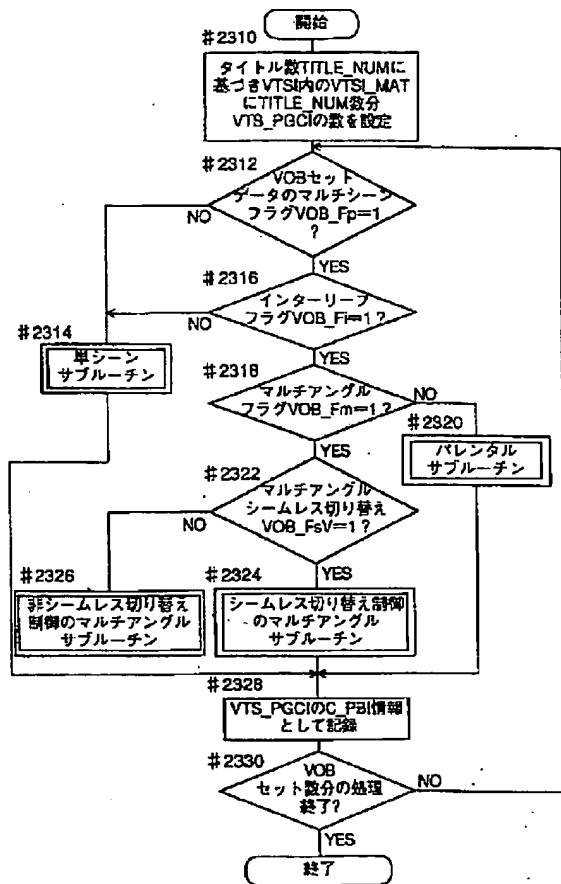 開始
#2310
タイトル数TITLE_NUMに
基づきVTSI内のVTSI_MAT
にTITLE_NUM数分
VTS_PGCIの数を設定
#2312
VOBセット
データのマルチシーン
フラグVOB_Fp=1
?
NO
YES
#2316
インターリーブ
フラグVOB_Fi=1?
NO
YES
#2314
単シーン
サブルーチン
#2318
マルチアングル
フラグVOB_Fm=1?
NO
YES
#2320
パレンタル
サブルーチン
#2322
マルチアングル
シームレス切り替え
VOB_FsV=1?
NO
YES
#2326
非シームレス切り替え
制御のマルチアングル
サブルーチン
#2324
シームレス切り替え制御
のマルチアングル
サブルーチン
#2328
VTS_PGCIのC_PBI情報
として記録
#2330
VOB
セット数分の処理
終了?
NO
YES
終了